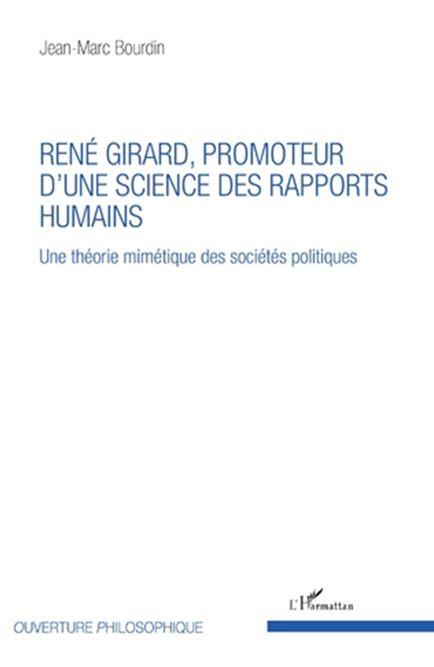 Jean-Marc Bourdin
RENÉ GIRARD, PROMOTEUR
D'UNE SCIENCE DES RAPPORTS
HUMAINS
Une théorie mimétique des sociétés politiques
L'Harmattan
OUVERTURE PHILOSOPHIQUE